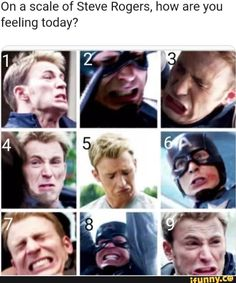 On a scale of Steve Rogers, how are you
feeling today?
1 2 3
4 5 6
7 8 9
ifunny.co